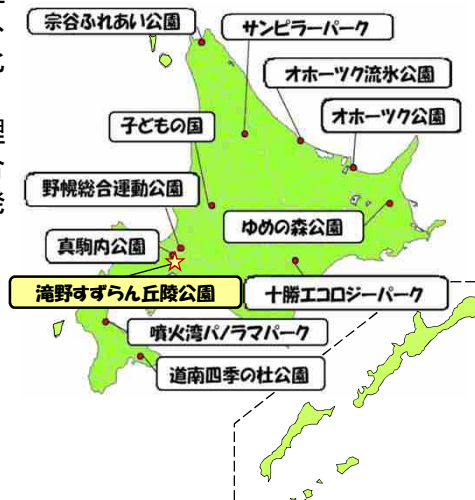 宗谷ふれあい公園
サンピラーパーク
オホーツク流氷公園
オホーツク公園
子どもの国
野幌総合運動公園
ゆめの森公園
真駒内公園
滝野すずらん丘陵公園
十勝エコロジーパーク
噴火湾パノラマパーク
道南四季の杜公園